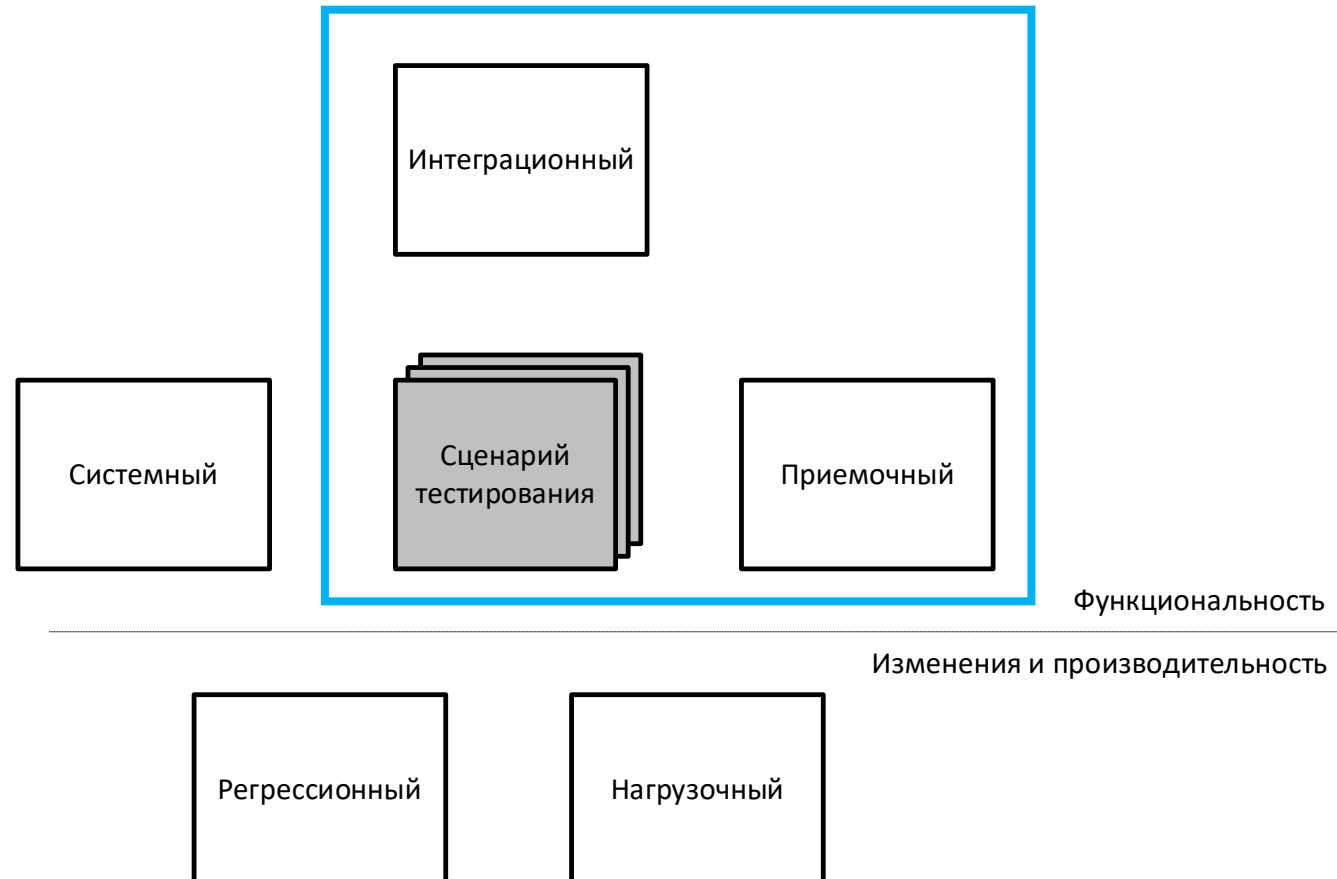 Интеграционный
Системный
Сценарий
тестирования
Приемочный
Функциональность
Изменения и производительность
Регрессионный
Нагрузочный